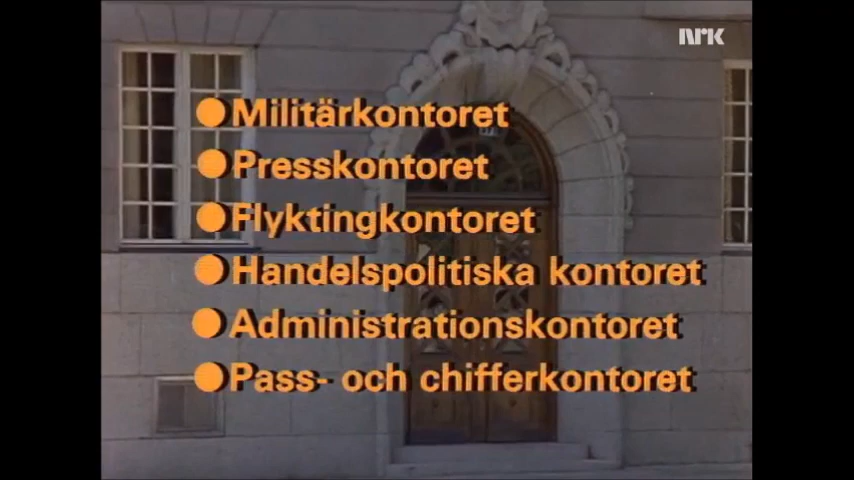 NRK
Militärkontoret
Presskontoret
Flyktingkontoret
Handelspolitiska kontoret
Administrationskontoret
Pass- och chifferkontoret